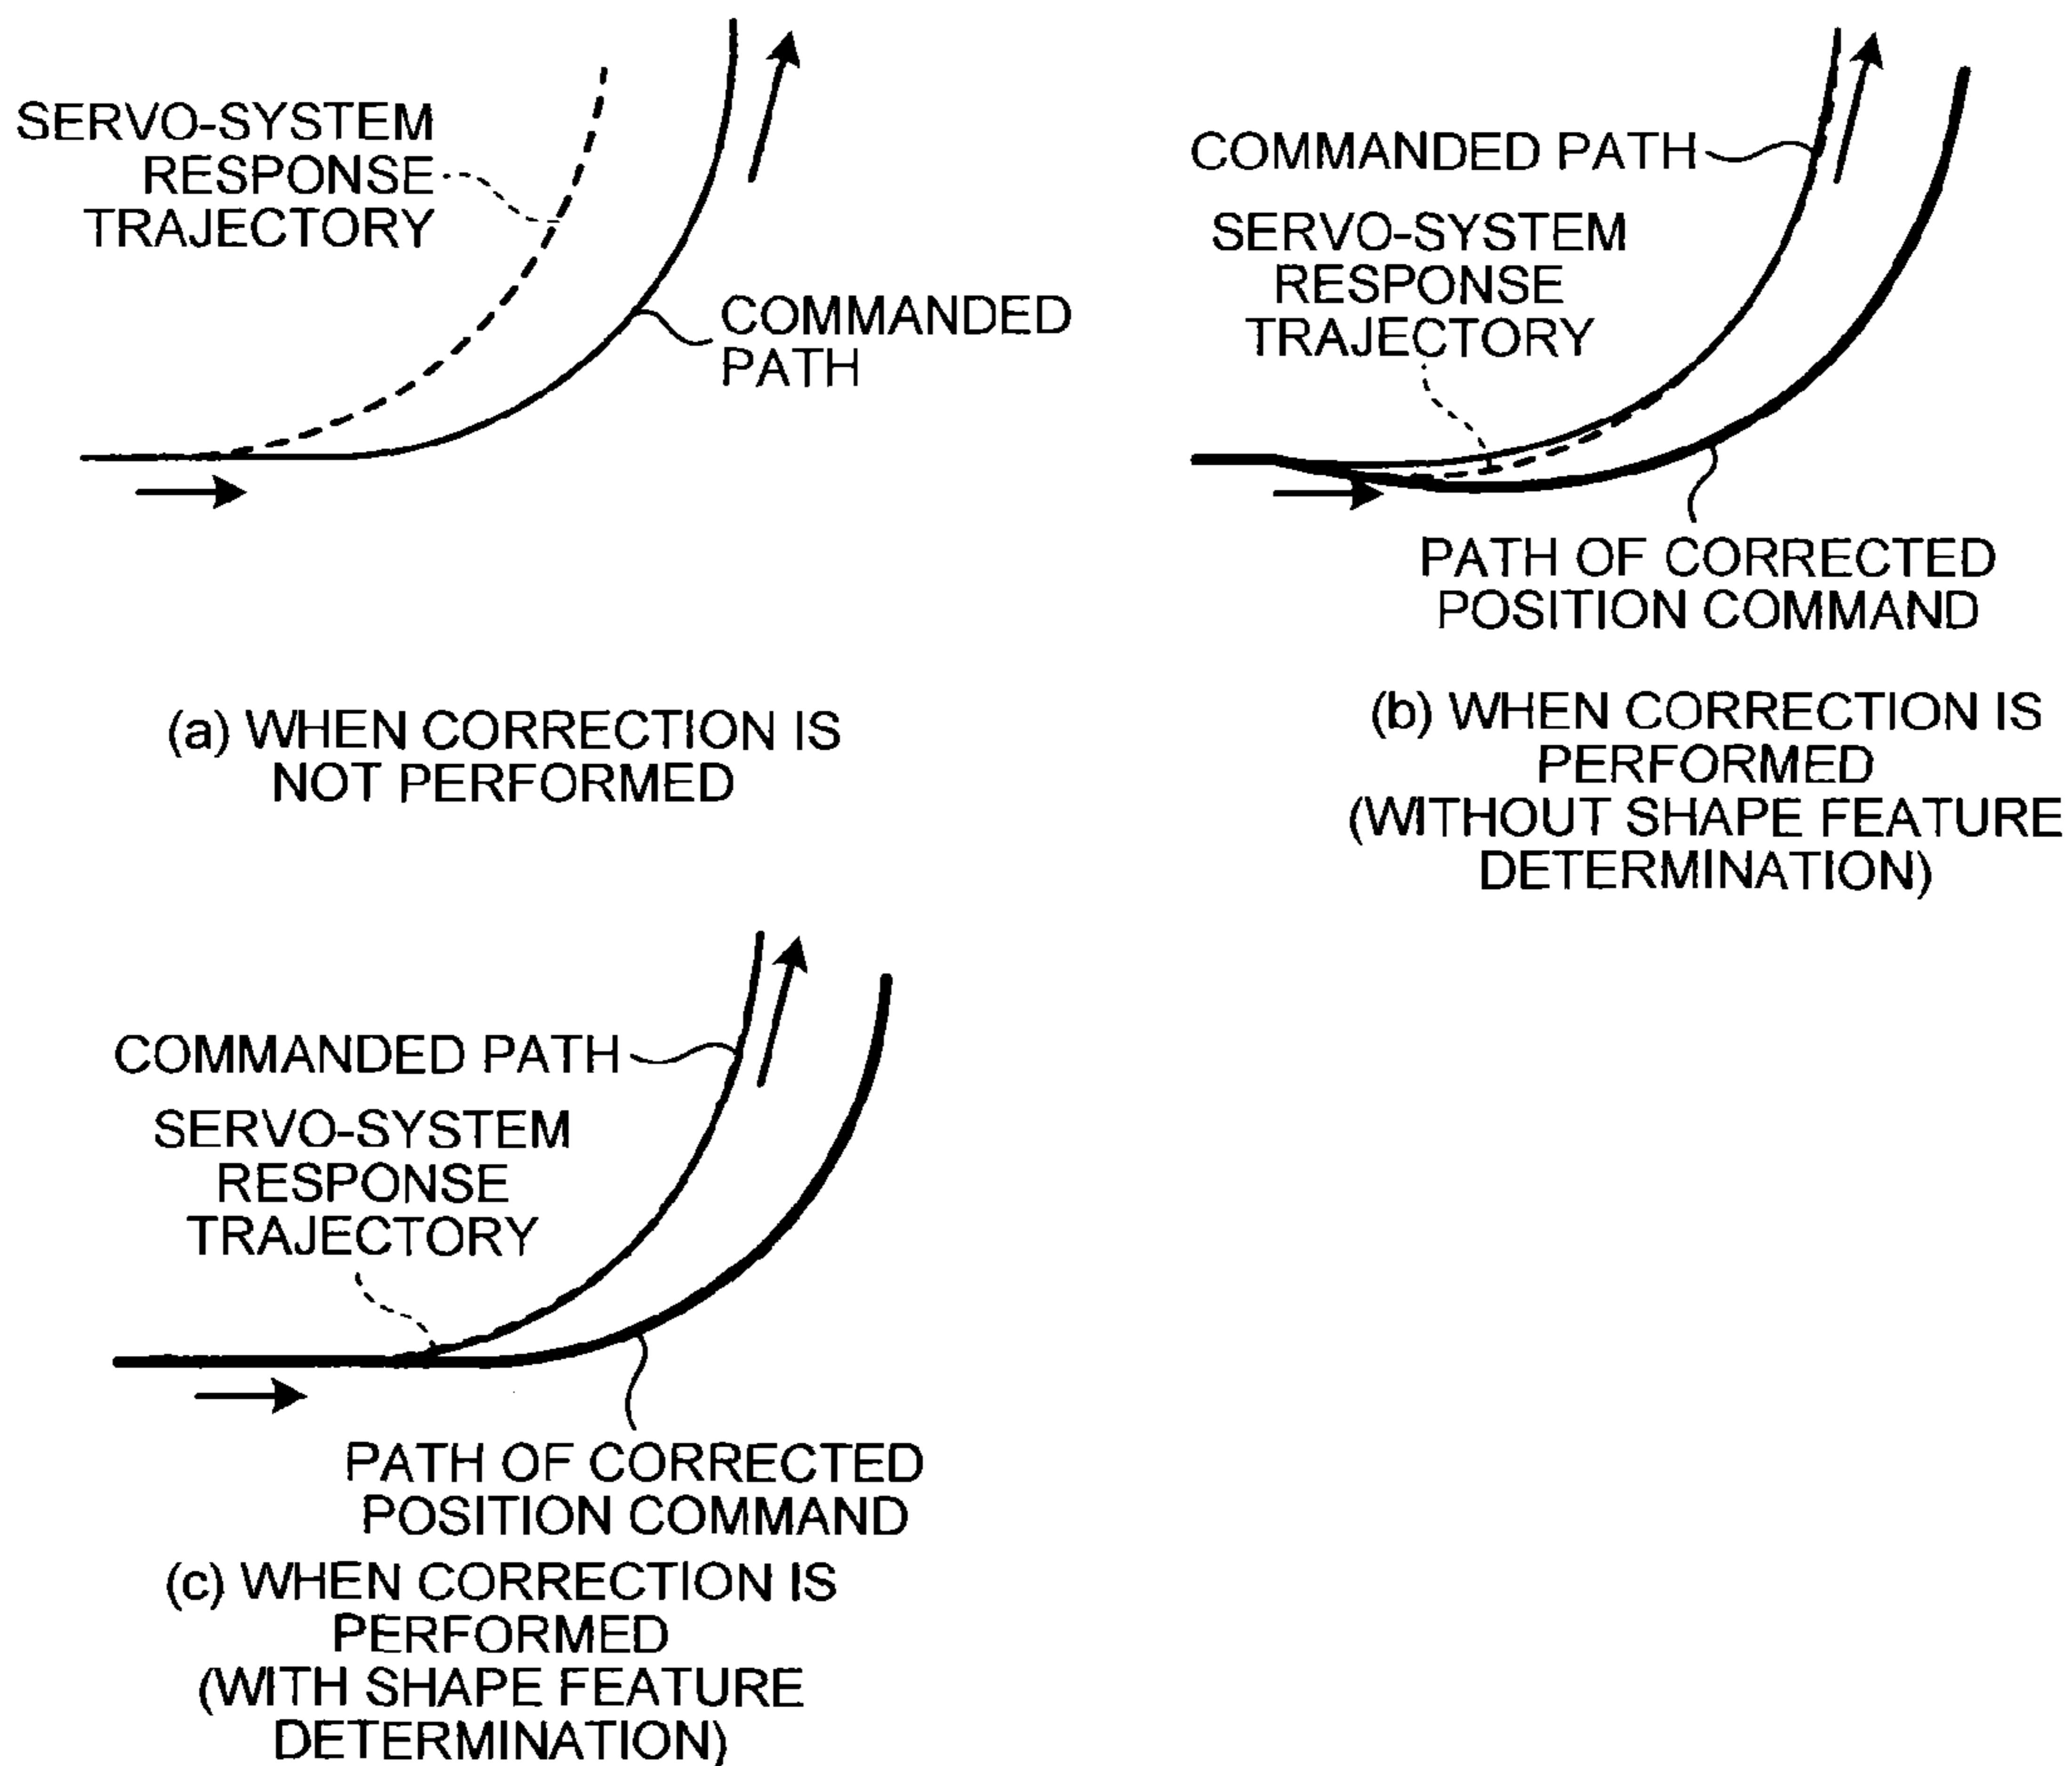 SERVO-SYSTEM
RESPONSE
TRAJECTORY
COMMANDED
PATH
(a) WHEN CORRECTION IS
NOT PERFORMED
COMMANDED PATH
SERVO-SYSTEM
RESPONSE
TRAJECTORY
PATH OF CORRECTED
POSITION COMMAND
(b) WHEN CORRECTION IS
PERFORMED
(WITHOUT SHAPE FEATURE
DETERMINATION)
COMMANDED PATH
SERVO-SYSTEM
RESPONSE
TRAJECTORY
PATH OF CORRECTED
POSITION COMMAND
(c) WHEN CORRECTION IS
PERFORMED
(WITH SHAPE FEATURE
DETERMINATION)